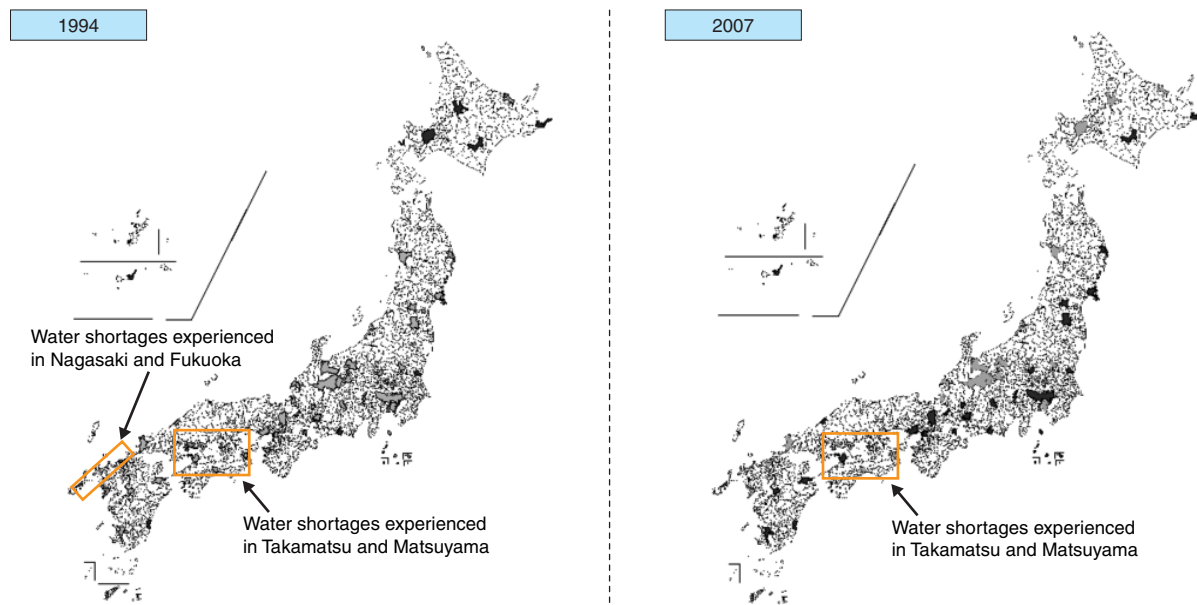 1994
2007
Water shortages experienced
in Nagasaki and Fukuoka
Water shortages experienced
in Takamatsu and Matsuyama
Water shortages experienced
in Takamatsu and Matsuyama